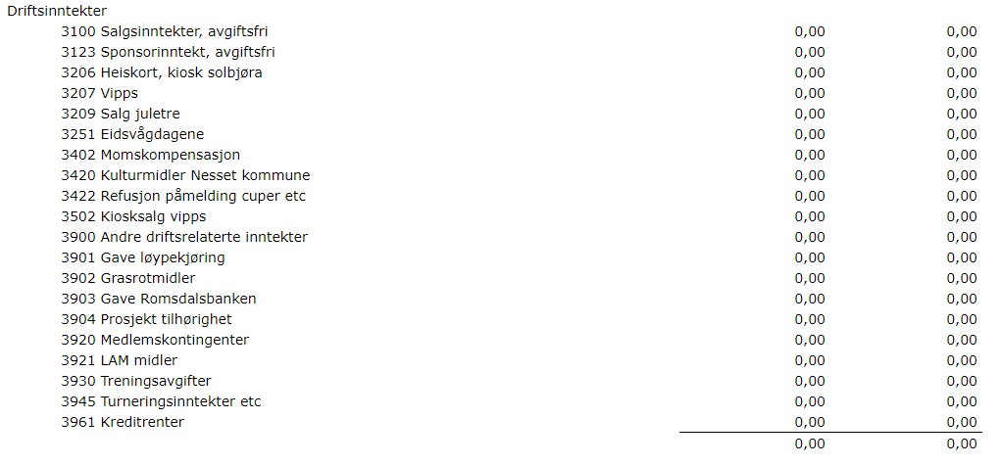 Driftsinntekter
3100 Salgsinntekter, avgiftsfri 0,00 0,00
3123 Sponsorinntekt, avgiftsfri 0,00 0,00
3206 Heiskort, kiosk solbjøra 0,00 0,00
3207 Vipps 0,00 0,00
3209 Salg juletre 0,00 0,00
3251 Eidsvågdagene 0,00 0,00
3402 Momskompensasjon 0,00 0,00
3420 Kulturmidler Nesset kommune 0,00 0,00
3422 Refusjon påmelding cuper etc 0,00 0,00
3502 Kiosksalg vipps 0,00 0,00
3900 Andre driftsrelaterte inntekter 0,00 0,00
3901 Gave løypekjøring 0,00 0,00
3902 Grasrotmidler 0,00 0,00
3903 Gave Romsdalsbanken 0,00 0,00
3904 Prosjekt tilhørighet 0,00 0,00
3920 Medlemskontingenter 0,00 0,00
3921 LAM midler 0,00 0,00
3930 Treningsavgifter 0,00 0,00
3945 Turneringsinntekter etc 0,00 0,00
3961 Kreditrenter 0,00 0,00
0,00 0,00